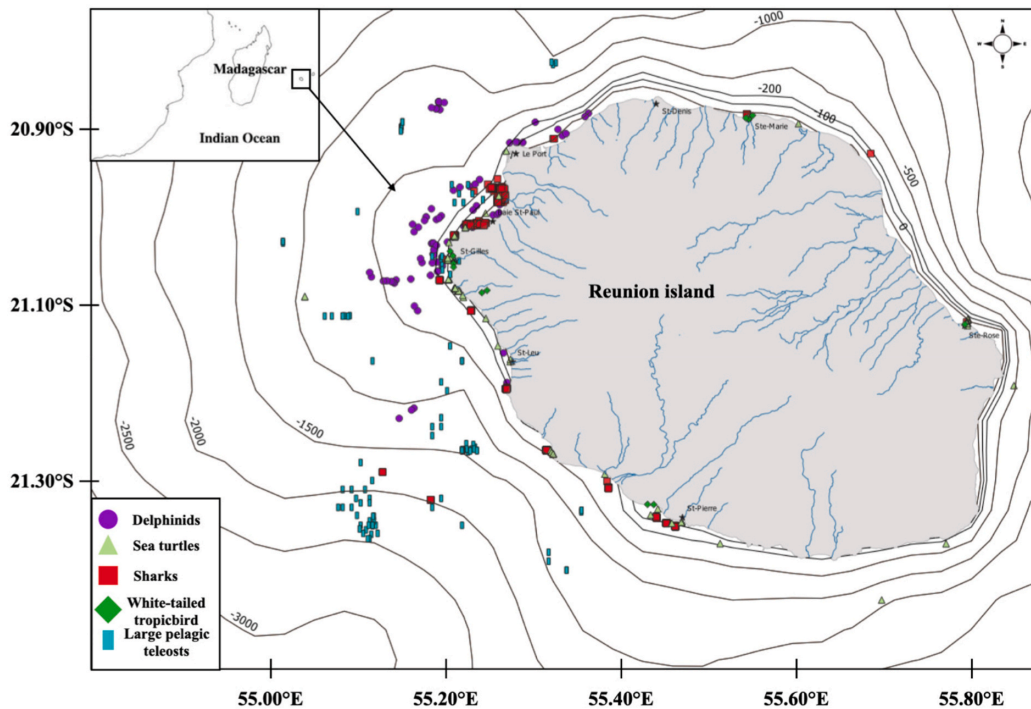 Madagascar
Indian Ocean
-1000
N
W
E
S
-200
-100
-500
0
20.90°S
St-Denis
Ste-Marie
Le Port
Baie St-Paul
St-Gilles
21.10°S
Reunion island
Ste-Rose
St-Leu
-2500
-2000
-1500
21.30°S
St-Pierre
Delphinids
Sea turtles
Sharks
White-tailed
tropicbird
Large pelagic
teleosts
-3000
55.00°E
55.20°E
55.40°E
55.60°E
55.80°E